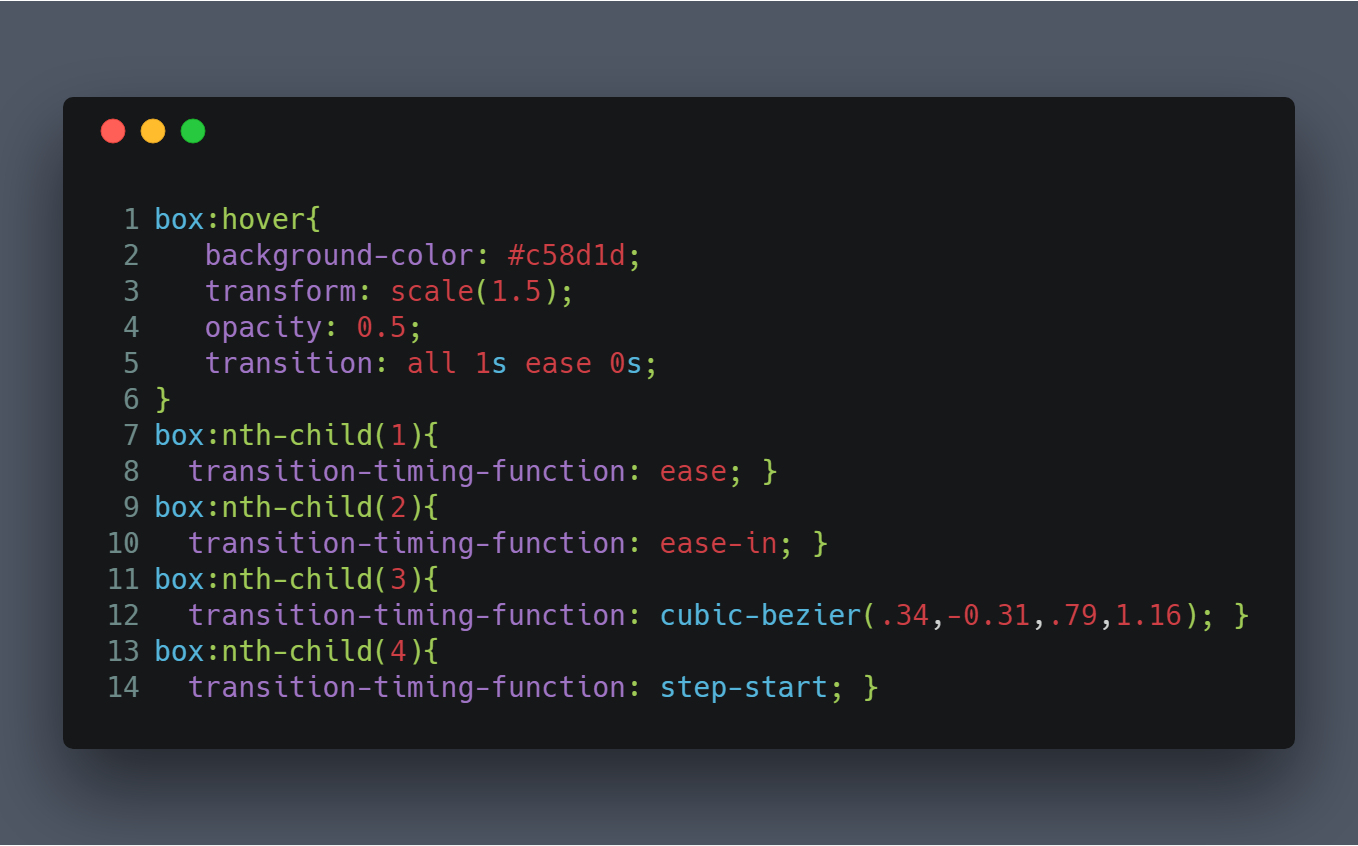 1 box:hover{
2    background-color: #c58d1d;
3    transform: scale(1.5);
4    opacity: 0.5;
5    transition: all 1s ease 0s;
6 }
7 box:nth-child(1){
8   transition-timing-function: ease; }
9 box:nth-child(2){
10   transition-timing-function: ease-in; }
11 box:nth-child(3){
12   transition-timing-function: cubic-bezier(.34,-0.31,.79,1.16); }
13 box:nth-child(4){
14   transition-timing-function: step-start; }